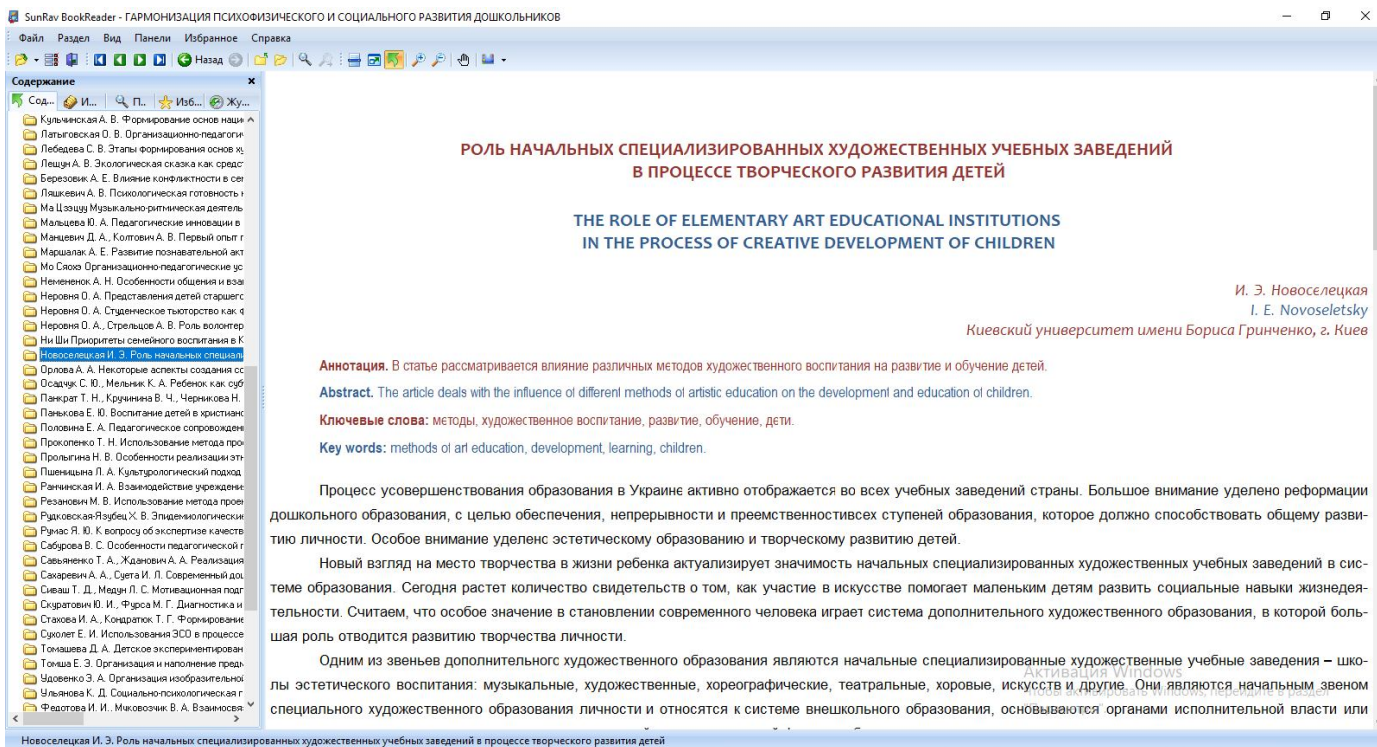 SunRav BookReader - ГАРМОНИЗАЦИЯ ПСИХОФИЗИЧЕСКОГО И СОЦИАЛЬНОГО РАЗВИТИЯ ДОШКОЛЬНИКОВ
Файл Раздел Вид Панели Избранное Справка
Назад
Содержание
Сод... И... П.. Изб... Жу...
Кульчинская А. В. Формирование основ наци
Латыговская О. В. Организационно-педагоги
Лебедева С. В. Этапы формирования основ х
Лещун А. В. Экологическая сказка как средст
Березовик А. Е. Влияние конфликтности в се
Ляшкевич А. В. Психологическая готовность
Ма Цзэцзу Музыкально-ритмическая деятель
Мальцева Ю. А. Педагогические инновации в
Манцевич Д. А., Колтович А. В. Первый опыт
Маршалак А. Е. Развитие познавательной акт
Мо Сяохэ Организационно-педагогические ус
Немененок А. Н. Особенности общения и вза
Неровня О. А. Представления детей старшего
Неровня О. А. Студенческое тьюторство как ф
Неровня О. А., Стрельцов А. В. Роль волонтер
Ни Ши Приоритеты семейного воспитания в К
Новоселецкая И. Э. Роль начальных специали
Орлова А. А. Некоторые аспекты создания со
Осадчук С. Ю., Мельник К. А. Ребенок как суб
Панкрат Т. Н., Кручинина В. Ч., Черникова Н.
Панькова Е. Ю. Воспитание детей в христианс
Половина Е. А. Педагогическое сопровожден
Прокопенко Т. Н. Использование метода про
Пролыгина Н. В. Особенности реализации этн
Пшеницына Л. А. Культурологический подход
Ранчинская И. А. Взаимодействие учреждени
Резанович М. В. Использование метода проек
Рудковская-Язубец Х. В. Эпидемиологически
Румас Я. Ю. К вопросу об экспертизе качеств
Сабурова В. С. Особенности педагогической
Савьяненко Т. А., Жданович А. А. Реализация
Сахаревич А. А., Суета И. Л. Современный до
Сиваш Т. Д., Медун Л. С. Мотивационная под
Скуратович Ю. И., Фурса М. Г. Диагностика и
Стахова И. А., Кондратюк Т. Г. Формирование
Сухолет Е. И. Использования ЭСО в процессе
Томашева Д. А. Детское экспериментирован
Томша Е. Э. Организация и наполнение предм
Удовенко Э. А. Организация изобразительной
Ульянова К. Д. Социально-психологическая
Федотова И. И., Мжовозчик В. А. Взаимосвя
РОЛЬ НАЧАЛЬНЫХ СПЕЦИАЛИЗИРОВАННЫХ ХУДОЖЕСТВЕННЫХ УЧЕБНЫХ ЗАВЕДЕНИЙ
В ПРОЦЕССЕ ТВОРЧЕСКОГО РАЗВИТИЯ ДЕТЕЙ
THE ROLE OF ELEMENTARY ART EDUCATIONAL INSTITUTIONS
IN THE PROCESS OF CREATIVE DEVELOPMENT OF CHILDREN
И. Э. Новоселецкая
I. E. Novoseletsky
Киевский университет имени Бориса Гринченко, г. Киев
Аннотация. В статье рассматривается влияние различных методов художественного воспитания на развитие и обучение детей.
Abstract. The article deals with the influence of different methods of artistic education on the development and education of children.
Ключевые слова: методы, художественное воспитание, развитие, обучение, дети.
Key words: methods of art education, development, learning, children.
Процесс усовершенствования образования в Украине активно отображается во всех учебных заведений страны. Большое внимание уделено реформации
дошкольного образования, с целью обеспечения, непрерывности и преемственностивсех ступеней образования, которое должно способствовать общему разви-
тию личности. Особое внимание уделено эстетическому образованию и творческому развитию детей.
Новый взгляд на место творчества в жизни ребенка актуализирует значимость начальных специализированных художественных учебных заведений в сис-
теме образования. Сегодня растет количество свидетельств о том, как участие в искусстве помогает маленьким детям развить социальные навыки жизнедея-
тельности. Считаем, что особое значение в становлении современного человека играет система дополнительного художественного образования, в которой боль-
шая роль отводится развитию творчества личности.
Одним из звеньев дополнительного художественного образования являются начальные специализированные художественные учебные заведения – шко-
лы эстетического воспитания: музыкальные, художественные, хореографические, театральные, хоровые, искусств и другие. Они являются начальным звеном
специального художественного образования личности и относятся к системе внешкольного образования, основываются органами исполнительной власти или
Активация Windows
Чтобы активировать Windows, перейдите в раздел
Новоселецкая И. Э. Роль начальных специализированных художественных учебных заведений в процессе творческого развития детей